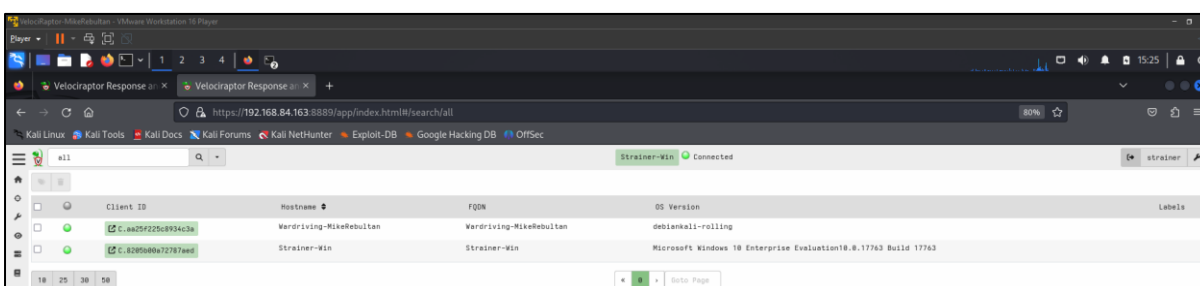 VelociRaptor-MikeRebultan - VMware Workstation 16 Player
Player
1 2 3 4 15:25
Velociraptor Response an Velociraptor Response an
https://192.168.84.163:8889/app/index.html#/search/all 80%
Kali Linux Kali Tools Kali Docs Kali Forums Kali NetHunter Exploit-DB Google Hacking DB OffSec
all Strainer-Win Connected strainer
Client ID Hostname FQDN OS Version Labels
C.aa25f225c8934c3a Wardriving-MikeRebultan Wardriving-MikeRebultan debiankali-rolling
C.8205b00a72787aed Strainer-Win Strainer-Win Microsoft Windows 10 Enterprise Evaluation10.0.17763 Build 17763
10 25 30 50 « 0 » Goto Page